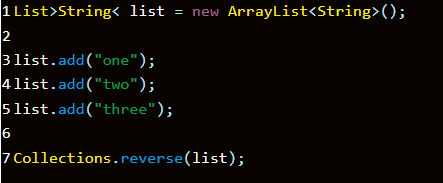 1List>String< list = new ArrayList<String>();
2
3list.add("one");
4list.add("two");
5list.add("three");
6
7Collections.reverse(list);